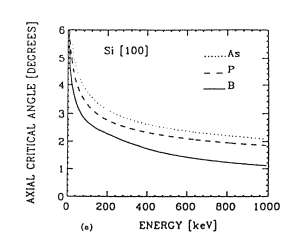 AXIAL CRITICAL ANGLE [DEGREES]
6
5
4
3
2
1
0
Si [100]
As
P
B
0 200 400 600 800 1000
(a) ENERGY [keV]